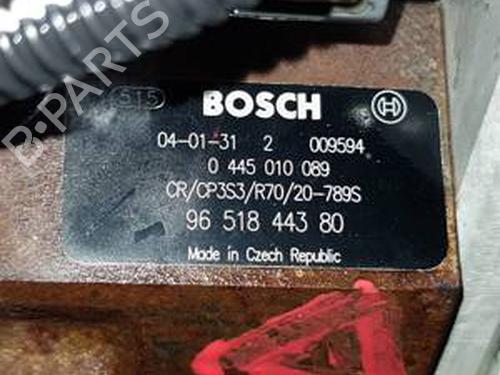 515 BOSCH
04-01-31 2 009594
0 445 010 089
CR/CP3S3/R70/20-789S
96 518 443 80
Made in Czech Republic
B-PARTS